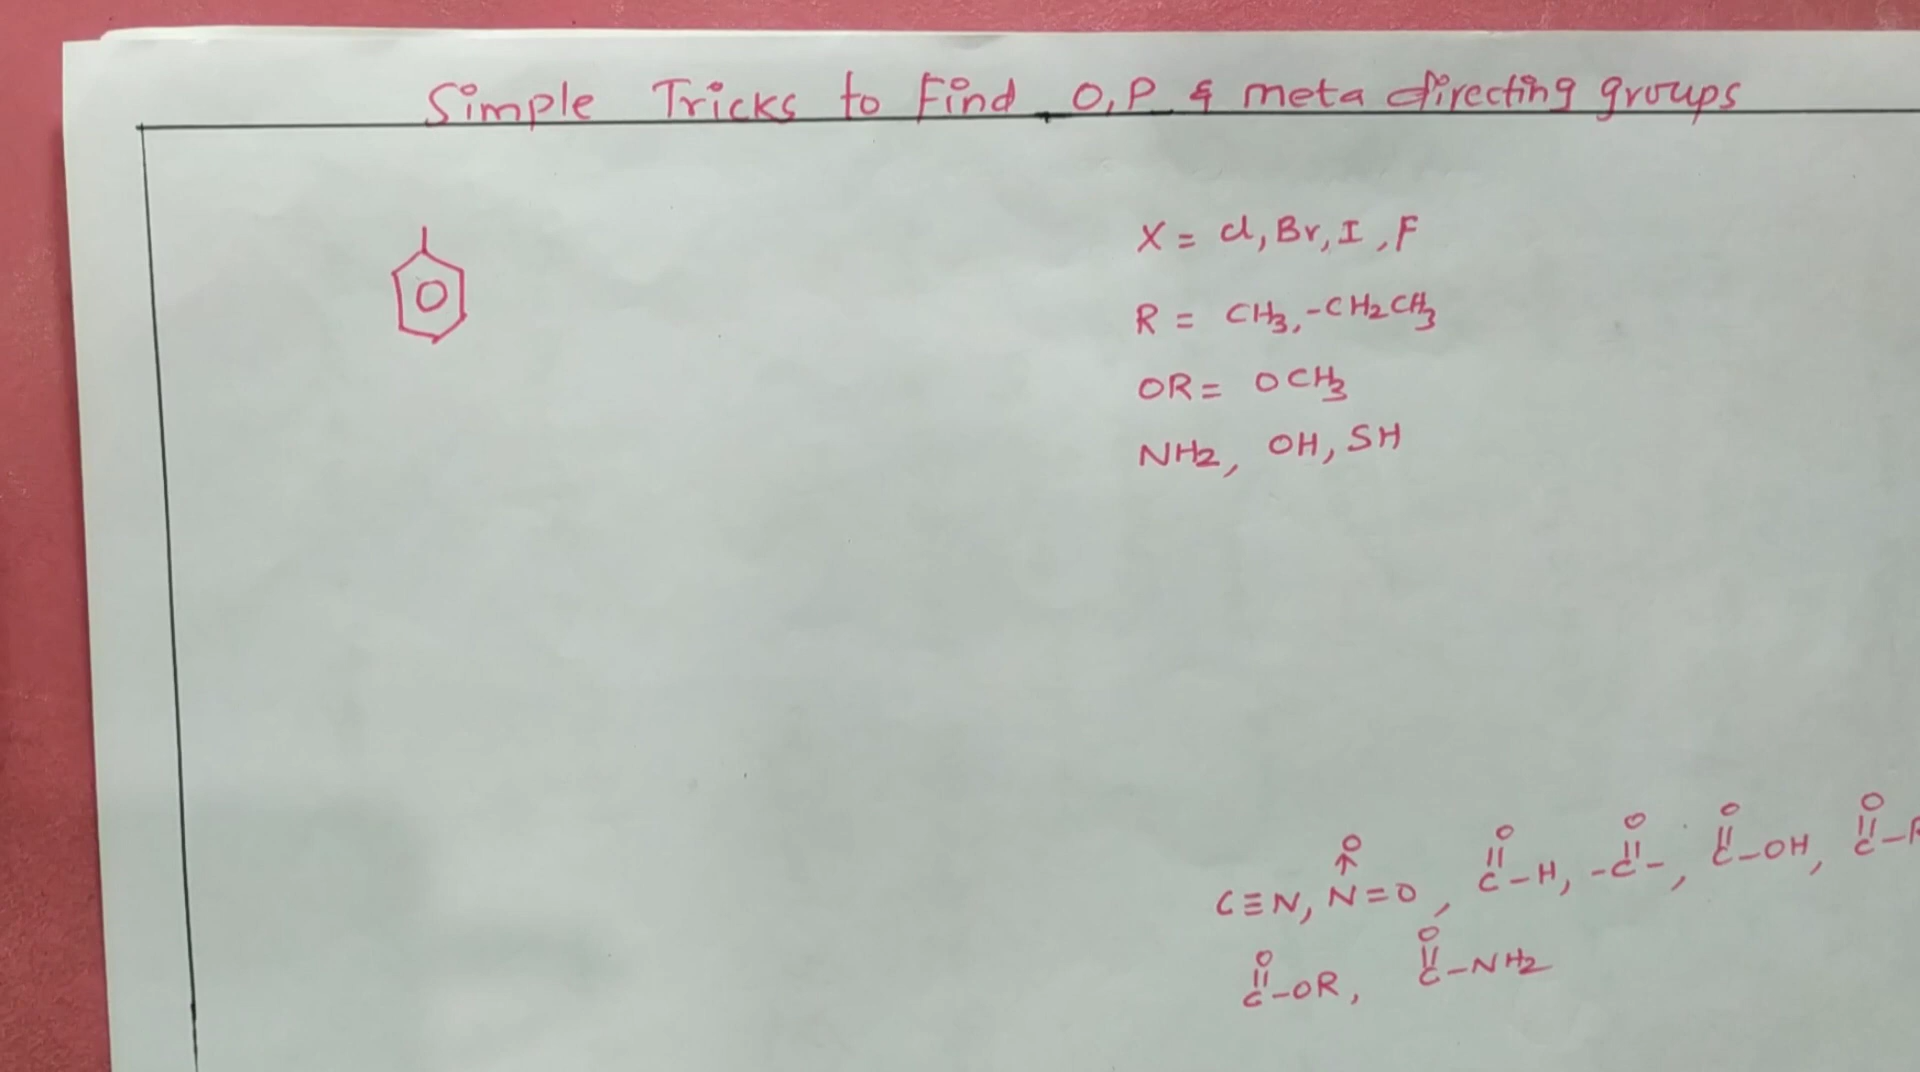 Simple Tricks to Find O,P & meta directing groups
X = Cl, Br, I, F
R = CH3, -CH2CH3
OR = OCH3
NH2, OH, SH
O O O O O O
C≡N, N=O, C-H, -C-, C-OH, C-R
O O
C-OR, C-NH2
O